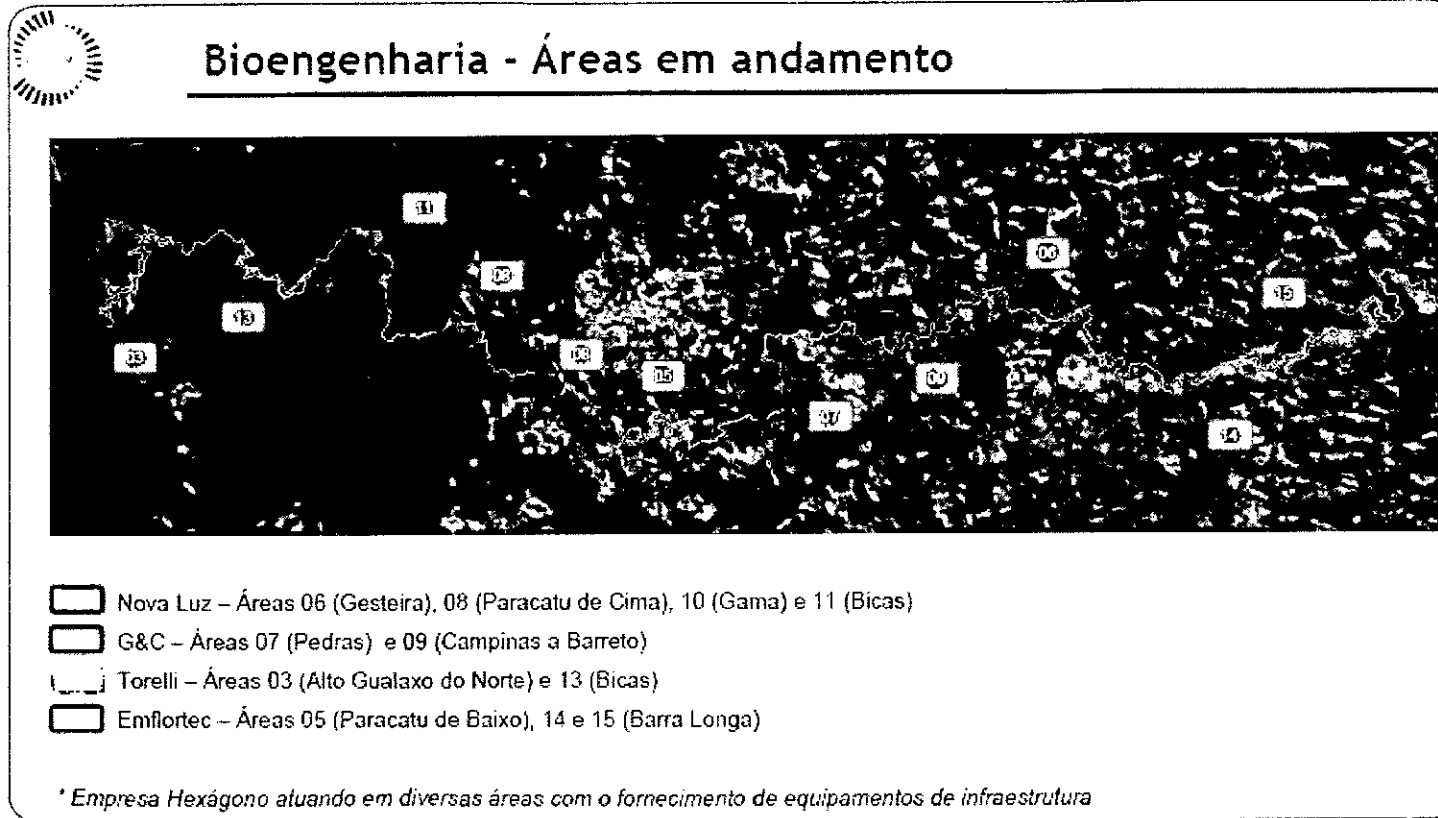 Bioengenharia - Áreas em andamento
11
06
15
13
03
05
09
07
14
Nova Luz – Áreas 06 (Gesteira), 08 (Paracatu de Cima), 10 (Gama) e 11 (Bicas)
G&C – Áreas 07 (Pedras) e 09 (Campinas a Barreto)
Torelli – Áreas 03 (Alto Gualaxo do Norte) e 13 (Bicas)
Emflortec – Áreas 05 (Paracatu de Baixo), 14 e 15 (Barra Longa)
* Empresa Hexágono atuando em diversas áreas com o fornecimento de equipamentos de infraestrutura